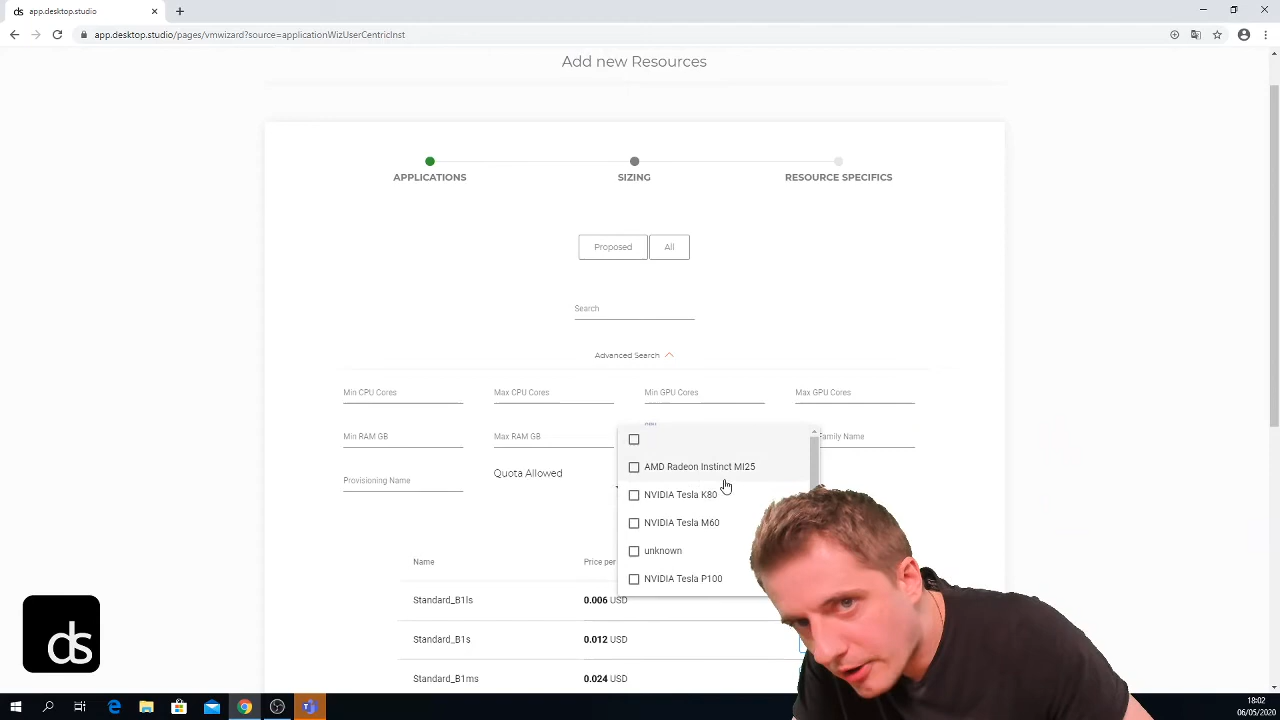 ds
app.desktop.studio/pages/vmwizard?source=applicationWizUserCentricInst
Add new Resources
APPLICATIONS
SIZING
RESOURCE SPECIFICS
Proposed
All
Search
Advanced Search
Min CPU Cores
Max CPU Cores
Min GPU Cores
Max GPU Cores
Min RAM GB
Max RAM GB
Family Name
Provisioning Name
Quota Allowed
AMD Radeon Instinct MI25
NVIDIA Tesla K80
NVIDIA Tesla M60
unknown
NVIDIA Tesla P100
Name
Price per
Standard_B1ls
0.006 USD
Standard_B1s
0.012 USD
Standard_B1ms
0.024 USD
ds
18:02
06/05/2020